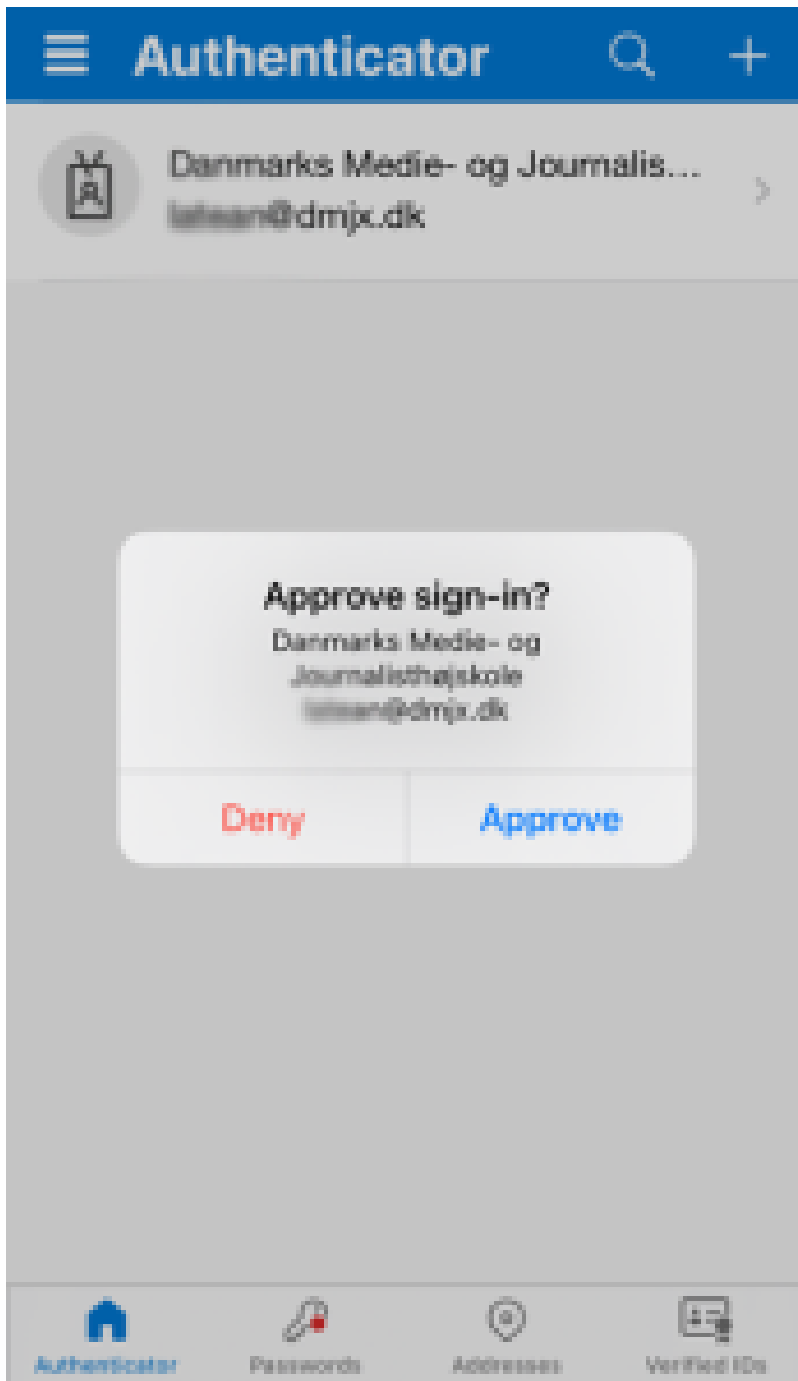 Authenticator
Danmarks Medie- og Journalis...
@dmjx.dk
Approve sign-in?
Danmarks Medie- og
Journalisthøjskole
@dmjx.dk
Deny
Approve
Authenticator
Passwords
Addresses
Verified IDs